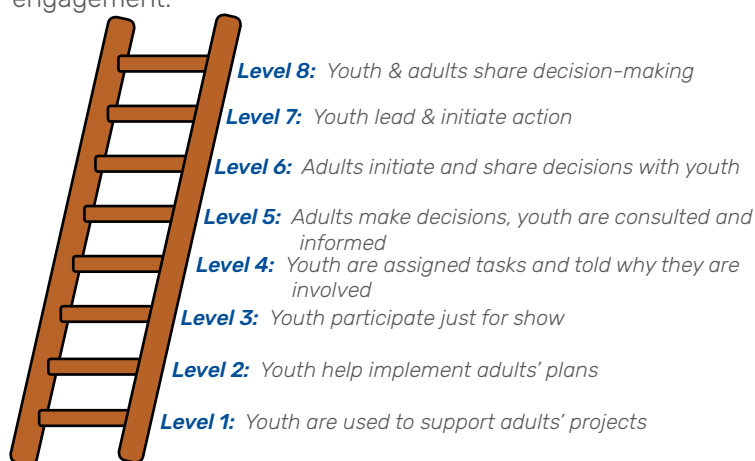 engagement.
Level 8: Youth & adults share decision-making
Level 7: Youth lead & initiate action
Level 6: Adults initiate and share decisions with youth
Level 5: Adults make decisions, youth are consulted and
informed
Level 4: Youth are assigned tasks and told why they are
involved
Level 3: Youth participate just for show
Level 2: Youth help implement adults’ plans
Level 1: Youth are used to support adults’ projects